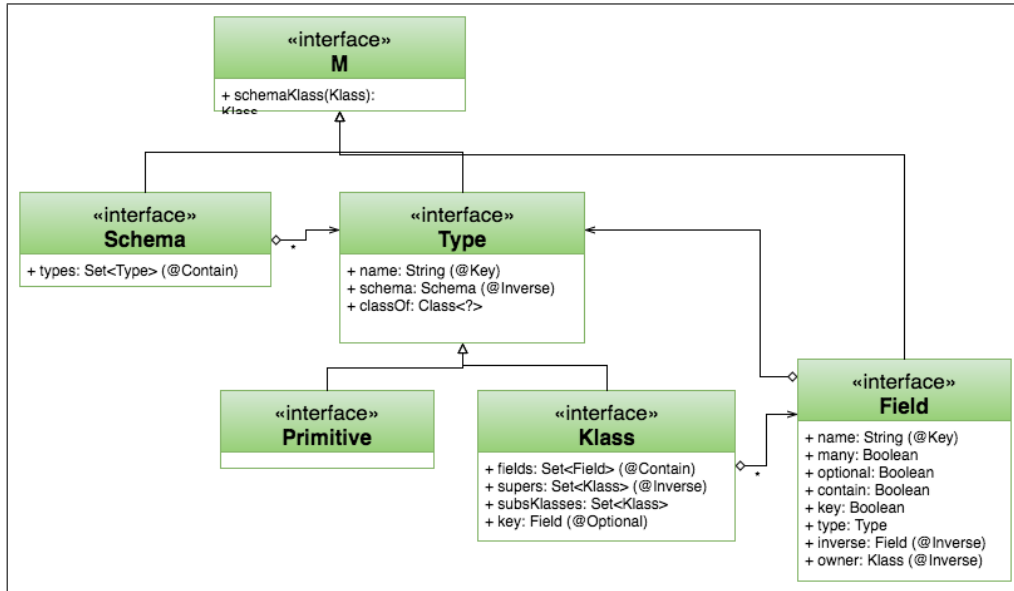 «interface»
M
+ schemaKlass(Klass):
Klass
«interface»
Schema
+ types: Set<Type> (@Contain)
*
«interface»
Type
+ name: String (@Key)
+ schema: Schema (@Inverse)
+ classOf: Class<?>
«interface»
Primitive
«interface»
Klass
+ fields: Set<Field> (@Contain)
+ supers: Set<Klass> (@Inverse)
+ subsKlasses: Set<Klass>
+ key: Field (@Optional)
*
«interface»
Field
+ name: String (@Key)
+ many: Boolean
+ optional: Boolean
+ contain: Boolean
+ key: Boolean
+ type: Type
+ inverse: Field (@Inverse)
+ owner: Klass (@Inverse)